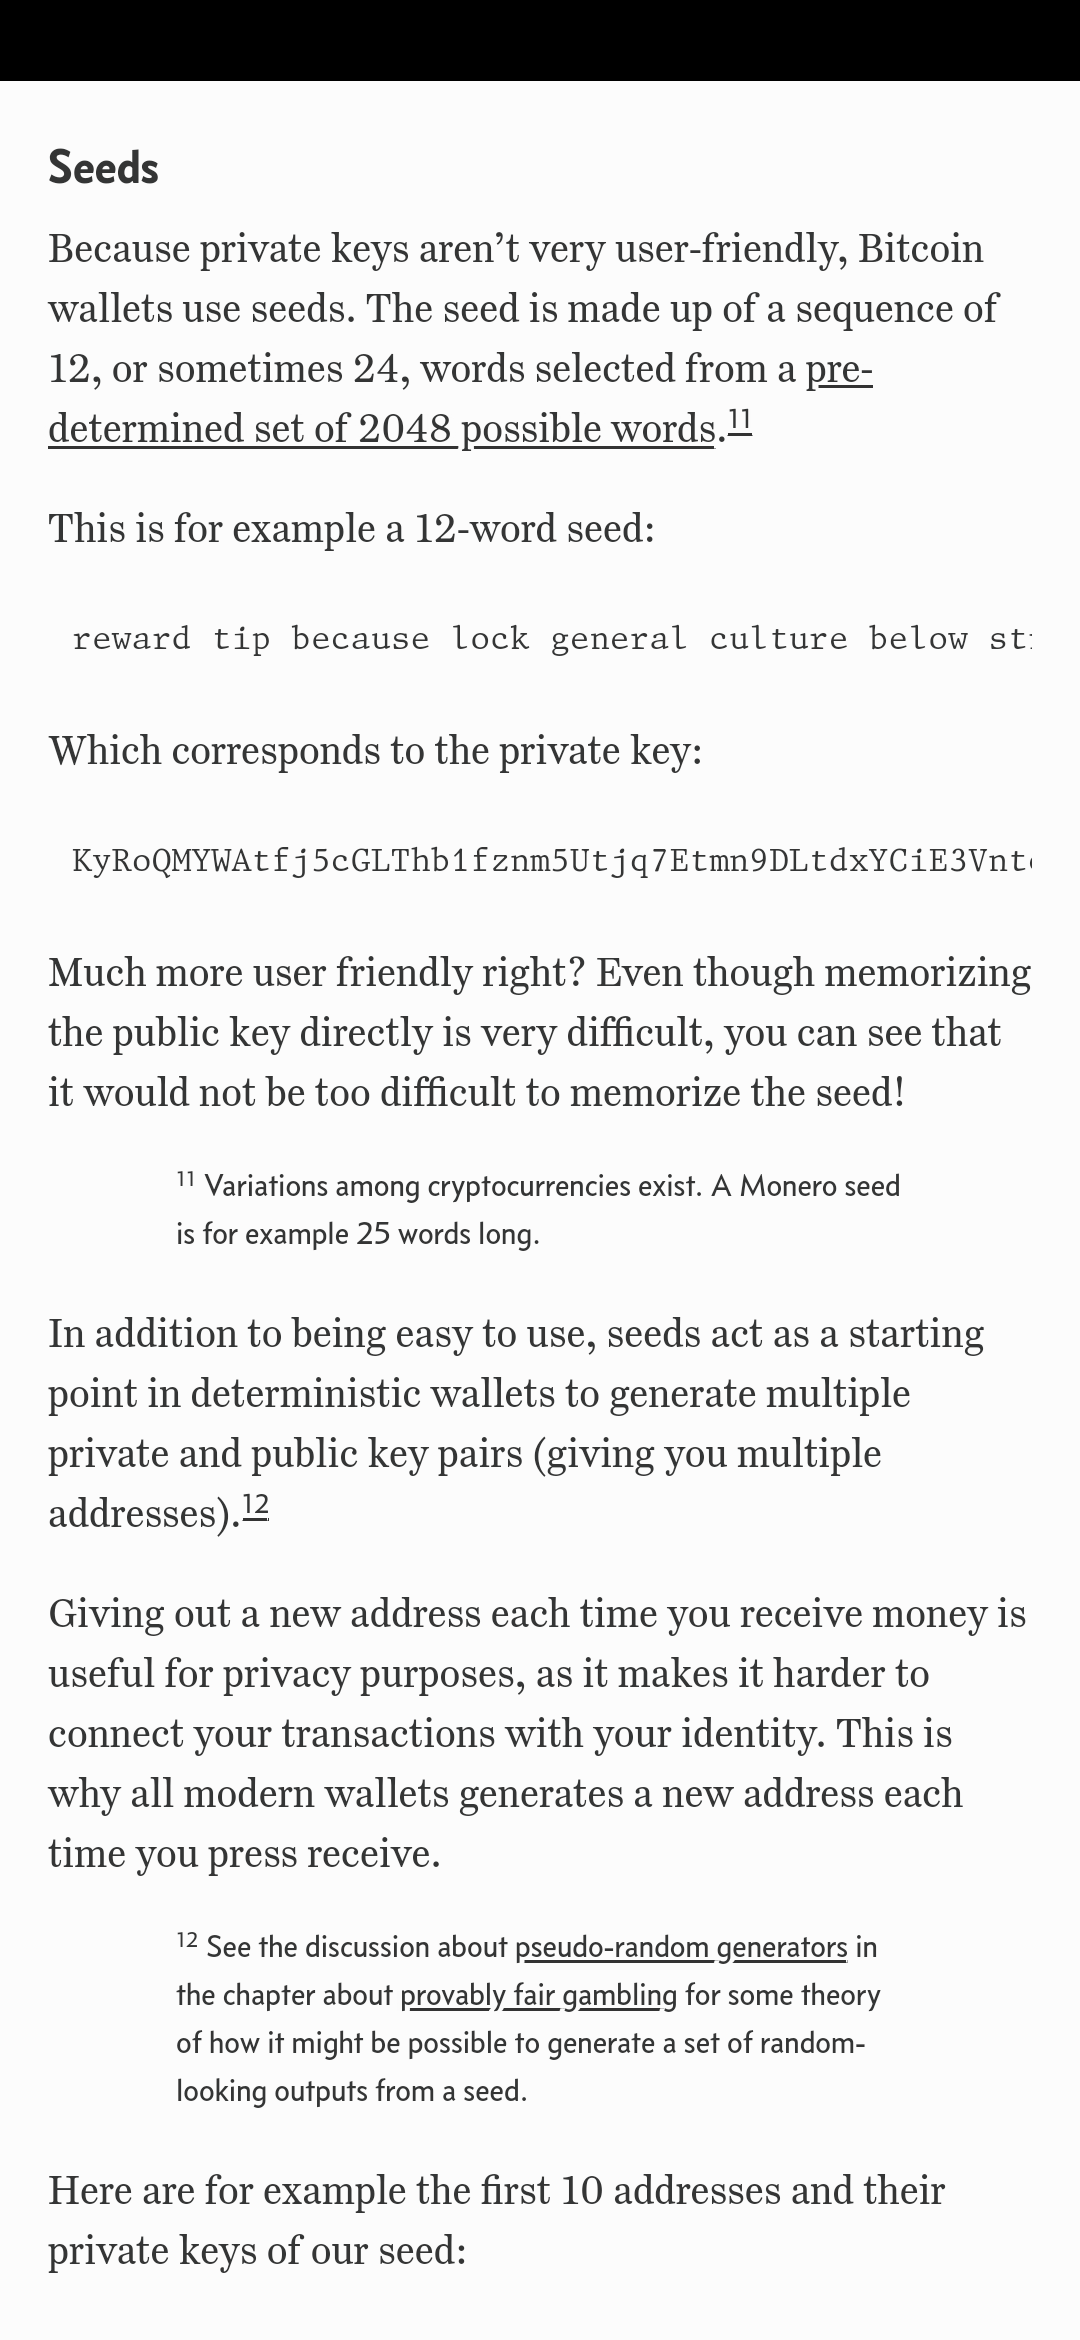 Seeds
Because private keys aren’t very user-friendly, Bitcoin
wallets use seeds. The seed is made up of a sequence of
12, or sometimes 24, words selected from a pre-
determined set of 2048 possible words.11
This is for example a 12-word seed:
reward tip because lock general culture below
Which corresponds to the private key:
KyRoQMYWAtfj5cGLThb1fznm5Utjq7Etmn9DLtdxYCiE3Vnt
Much more user friendly right? Even though memorizing
the public key directly is very difficult, you can see that
it would not be too difficult to memorize the seed!
11 Variations among cryptocurrencies exist. A Monero seed
is for example 25 words long.
In addition to being easy to use, seeds act as a starting
point in deterministic wallets to generate multiple
private and public key pairs (giving you multiple
addresses).12
Giving out a new address each time you receive money is
useful for privacy purposes, as it makes it harder to
connect your transactions with your identity. This is
why all modern wallets generates a new address each
time you press receive.
12 See the discussion about pseudo-random generators in
the chapter about provably fair gambling for some theory
of how it might be possible to generate a set of random-
looking outputs from a seed.
Here are for example the first 10 addresses and their
private keys of our seed: